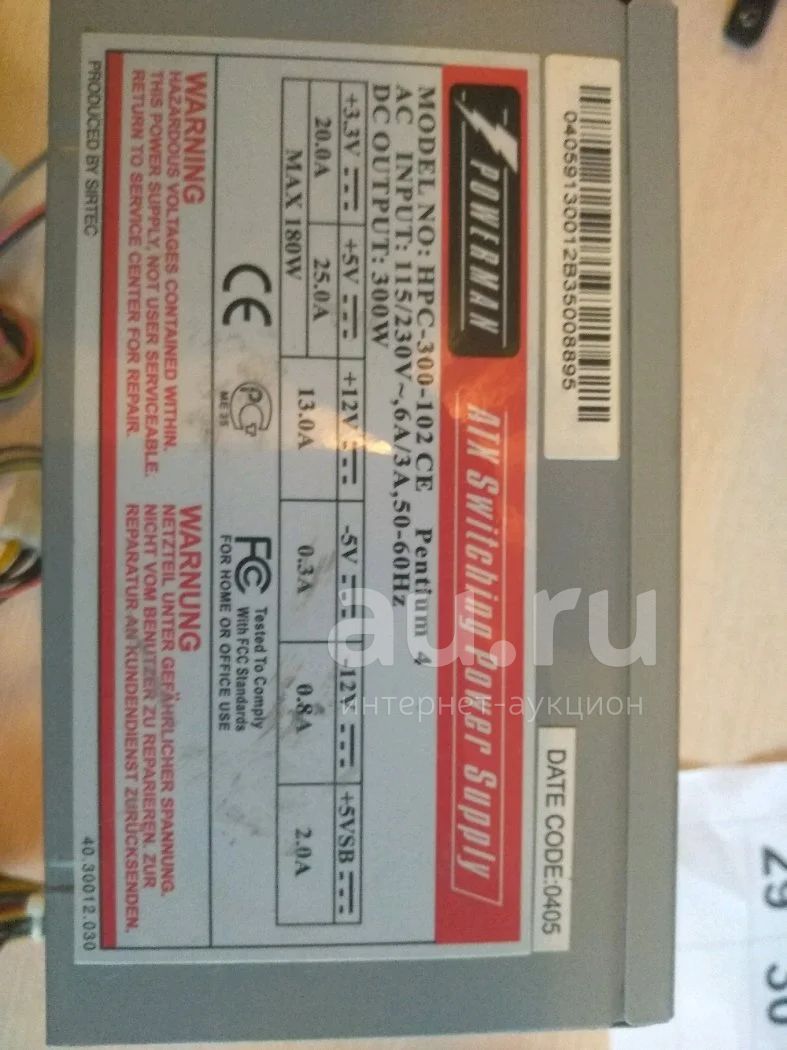 04059130012B35008895
DATE CODE:0405
POWERMAN
ATX Switching Power Supply
MODEL NO: HPC-300-102 CE Pentium 4
AC INPUT: 115/230V~,6A/3A,50-60Hz
DC OUTPUT: 300W
+3.3V +5V +12V -5V -12V +5VSB
20.0A 25.0A 13.0A 0.3A 0.8A 2.0A
MAX 180W
CE
PC
ME 35
FC
Tested To Comply
With FCC Standards
FOR HOME OR OFFICE USE
WARNING
HAZARDOUS VOLTAGES CONTAINED WITHIN.
THIS POWER SUPPLY, NOT USER SERVICEABLE.
RETURN TO SERVICE CENTER FOR REPAIR.
WARNUNG
NETZTEIL UNTER GEFÄHRLICHER SPANNUNG.
NICHT VOM BENUTZER ZU REPARIEREN. ZUR
REPARATUR AN KUNDENDIENST ZURÜCKSENDEN.
PRODUCED BY SIRTEC
40.30012.030
29 30
au.ru
интернет-аукцион